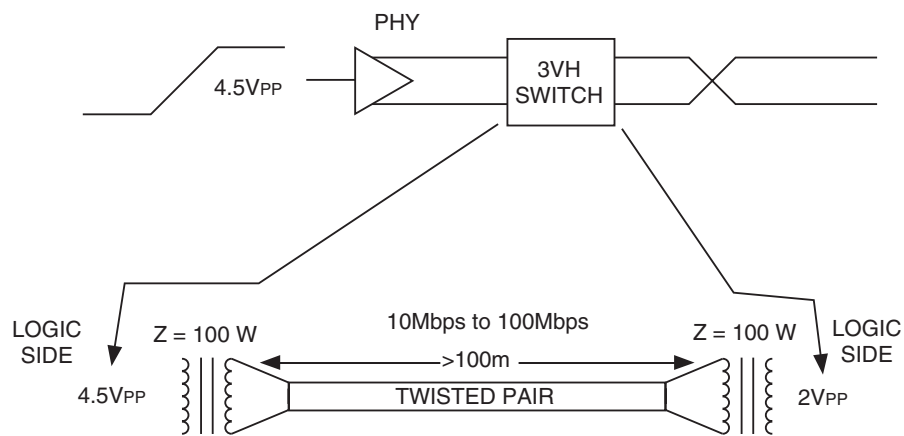 PHY
4.5VPP
3VH
SWITCH
LOGIC
SIDE
Z = 100 W
10Mbps to 100Mbps
Z = 100 W
LOGIC
SIDE
>100m
4.5VPP
TWISTED PAIR
2VPP